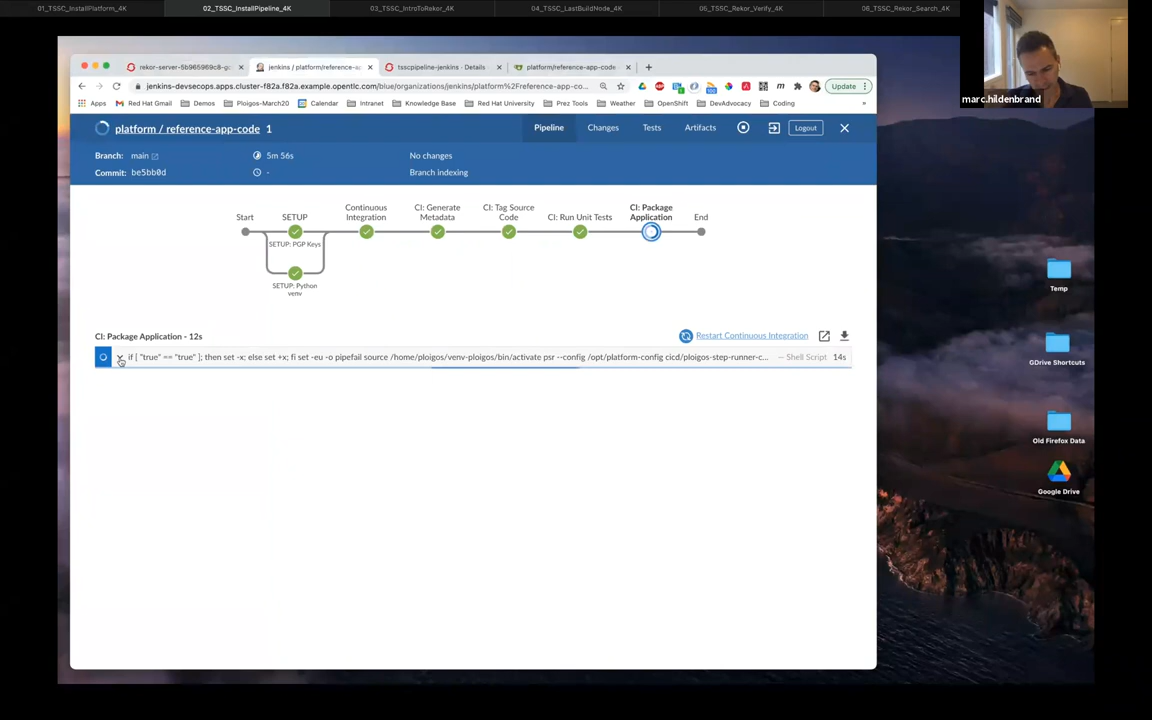 01_TSSC_InstallPlatform_4K
02_TSSC_InstallPipeline_4K
03_TSSC_IntroToRekor_4K
04_TSSC_LastBuildNode_4K
05_TSSC_Rekor_Verify_4K
06_TSSC_Rekor_Search_4K
marc.hildenbrand
rekor-server-5b965969c8-gc
jenkins / platform/reference-a
tsscpipeline-jenkins · Details
platform/reference-app-code
jenkins-devsecops.apps.cluster-f82a.f82a.example.opentlc.com/blue/organizations/jenkins/platform%2Freference-app-co...
Update
Apps
Red Hat Gmail
Demos
Ploigos-March20
Calendar
Intranet
Knowledge Base
Red Hat University
Prez Tools
Weather
OpenShift
DevAdvocacy
Coding
platform / reference-app-code 1
Pipeline
Changes
Tests
Artifacts
Logout
Branch: main
5m 56s
No changes
Commit: be5bb0d
-
Branch indexing
Start
SETUP
Continuous Integration
CI: Generate Metadata
CI: Tag Source Code
CI: Run Unit Tests
CI: Package Application
End
SETUP: PGP Keys
SETUP: Python venv
CI: Package Application - 12s
Restart Continuous Integration
if [ "true" == "true" ]; then set -x; else set +x; fi set -eu -o pipefail source /home/ploigos/venv-ploigos/bin/activate psr --config /opt/platform-config cicd/ploigos-step-runner-c...
— Shell Script
14s
Temp
GDrive Shortcuts
Old Firefox Data
Google Drive